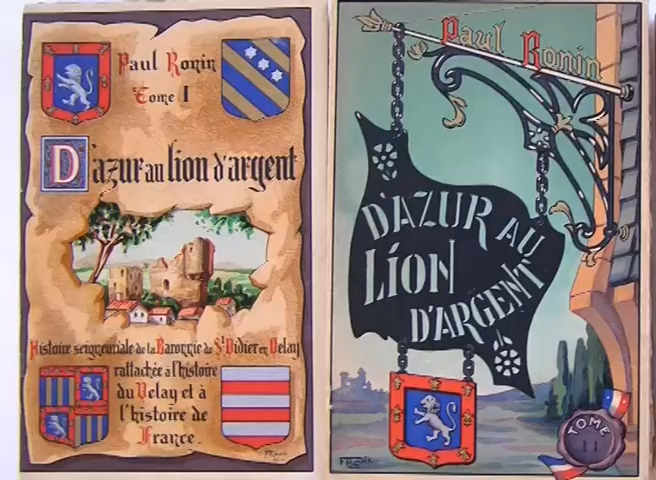 Paul Ronin
Tome I
D'azur au lion d'argent
Histoire seigneuriale de la Baronnie de St Didier en Velay
rattachée à l'histoire
du Velay et à
l'histoire de
France.
Paul Ronin
D'AZUR AU
LION
D'ARGENT
TOME
II